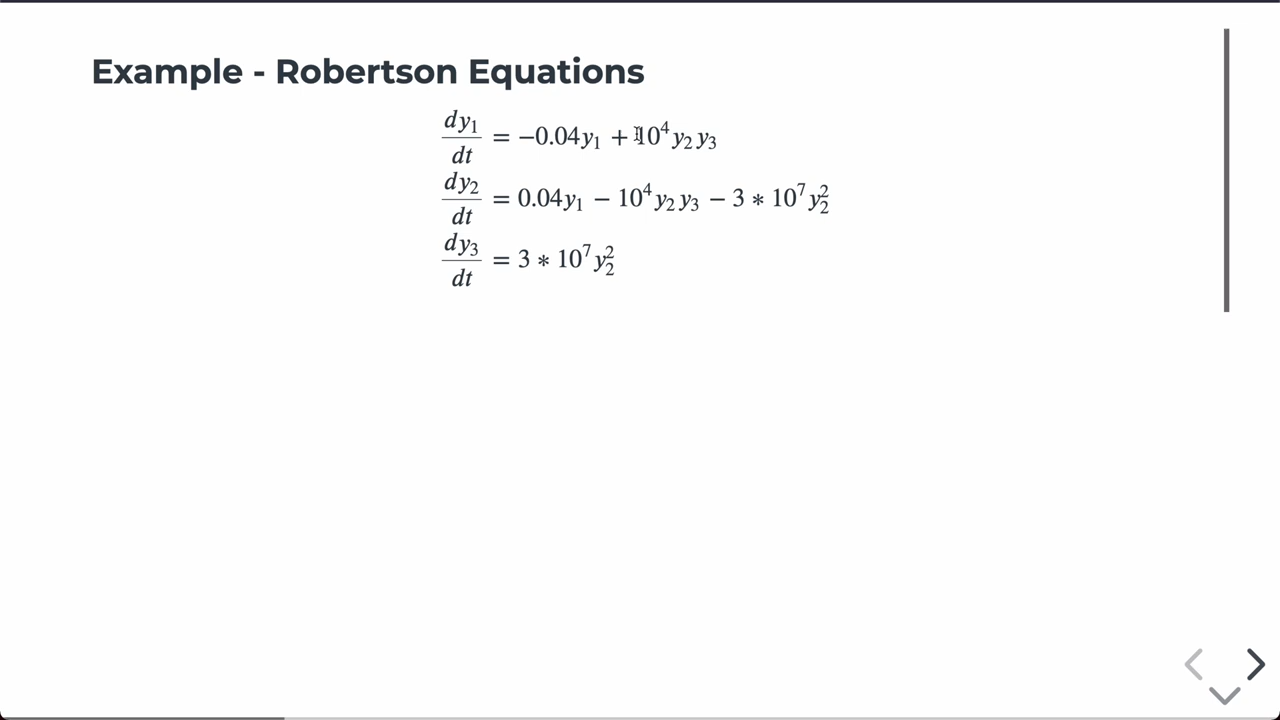 Example - Robertson Equations
dy₁/dt = −0.04y₁ + 10⁴y₂y₃
dy₂/dt = 0.04y₁ − 10⁴y₂y₃ − 3 * 10⁷y₂²
dy₃/dt = 3 * 10⁷y₂²